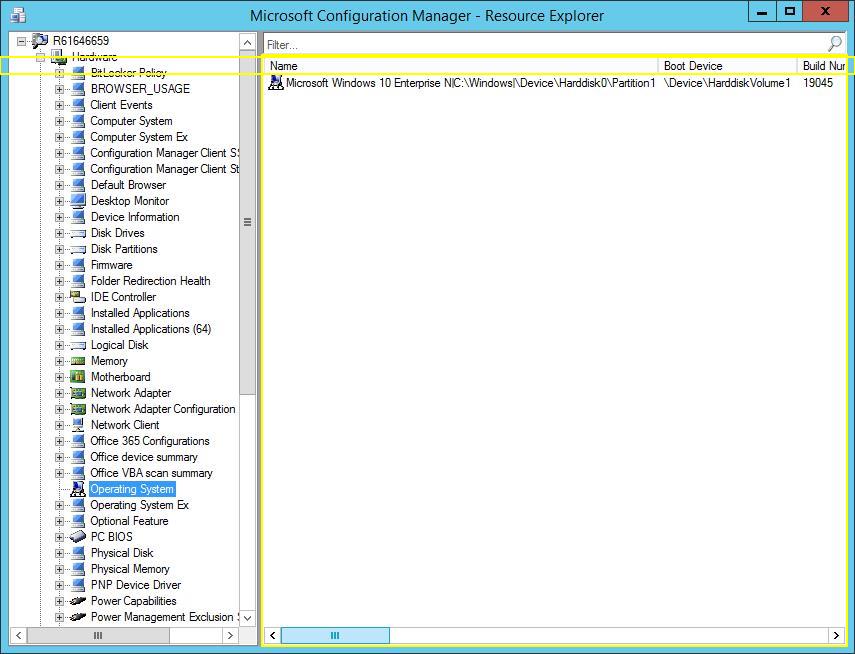 Microsoft Configuration Manager - Resource Explorer
R61646659
Hardware
BitLocker Policy
BROWSER_USAGE
Client Events
Computer System
Computer System Ex
Configuration Manager Client S
Configuration Manager Client St
Default Browser
Desktop Monitor
Device Information
Disk Drives
Disk Partitions
Firmware
Folder Redirection Health
IDE Controller
Installed Applications
Installed Applications (64)
Logical Disk
Memory
Motherboard
Network Adapter
Network Adapter Configuration
Network Client
Office 365 Configurations
Office device summary
Office VBA scan summary
Operating System
Operating System Ex
Optional Feature
PC BIOS
Physical Disk
Physical Memory
PNP Device Driver
Power Capabilities
Power Management Exclusion
Filter...
Name Boot Device Build Nur
Microsoft Windows 10 Enterprise N|C:\Windows|\Device\Harddisk0\Partition1 \Device\HarddiskVolume1 19045